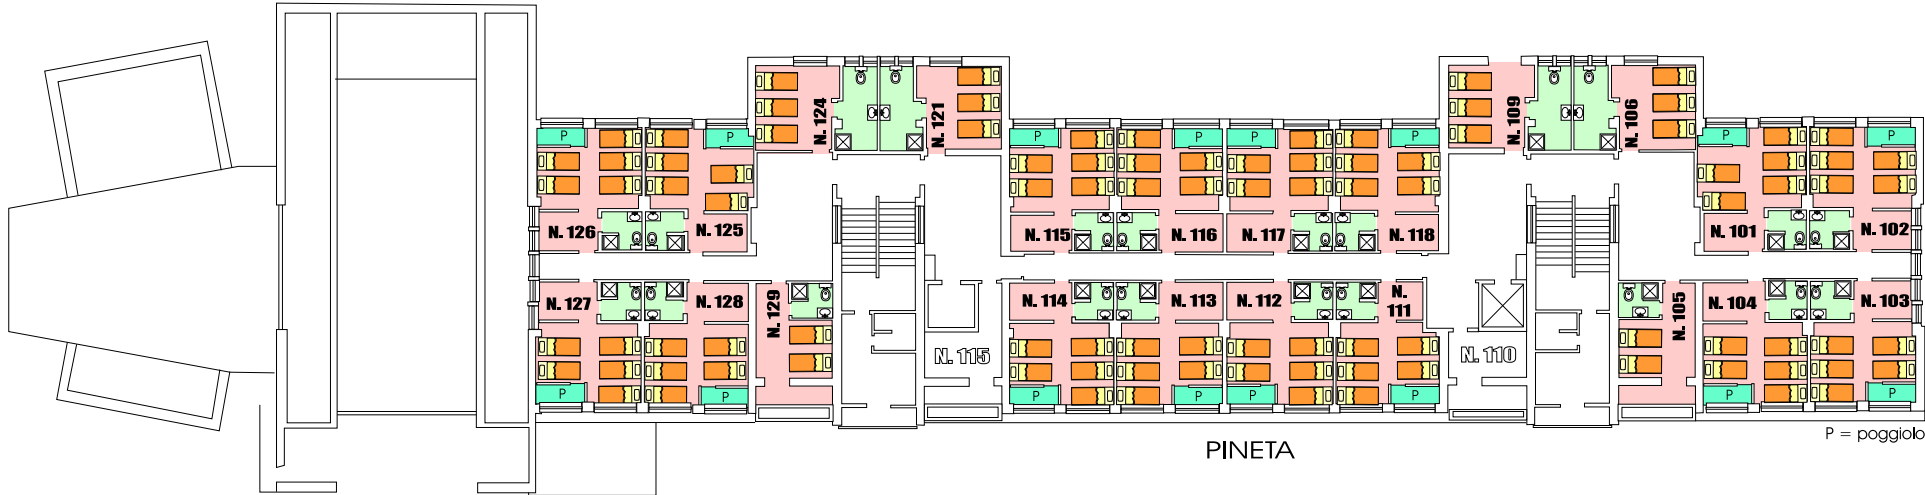 N. 124
N. 121
N. 109
N. 106
P
P
P
P
P
P
P
P
N. 126
N. 125
N. 115
N. 116
N. 117
N. 118
N. 101
N. 102
N. 127
N. 128
N. 129
N. 114
N. 113
N. 112
N.
111
N. 105
N. 104
N. 103
N. 115
N. 110
P
P
P
P
P
P
P
P
PINETA
P = poggiolo